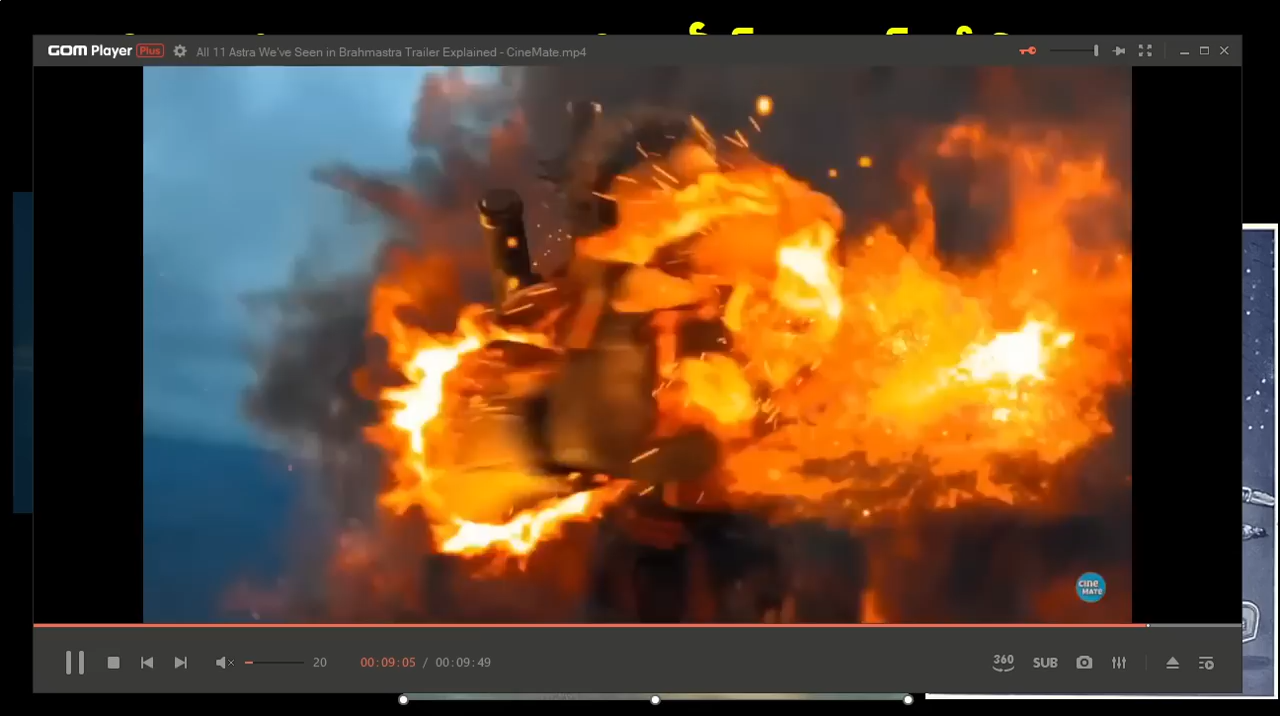 GOM Player Plus All 11 Astra We've Seen in Brahmastra Trailer Explained - CineMate.mp4
CINE
MATE
20 00:09:05 / 00:09:49 360 SUB